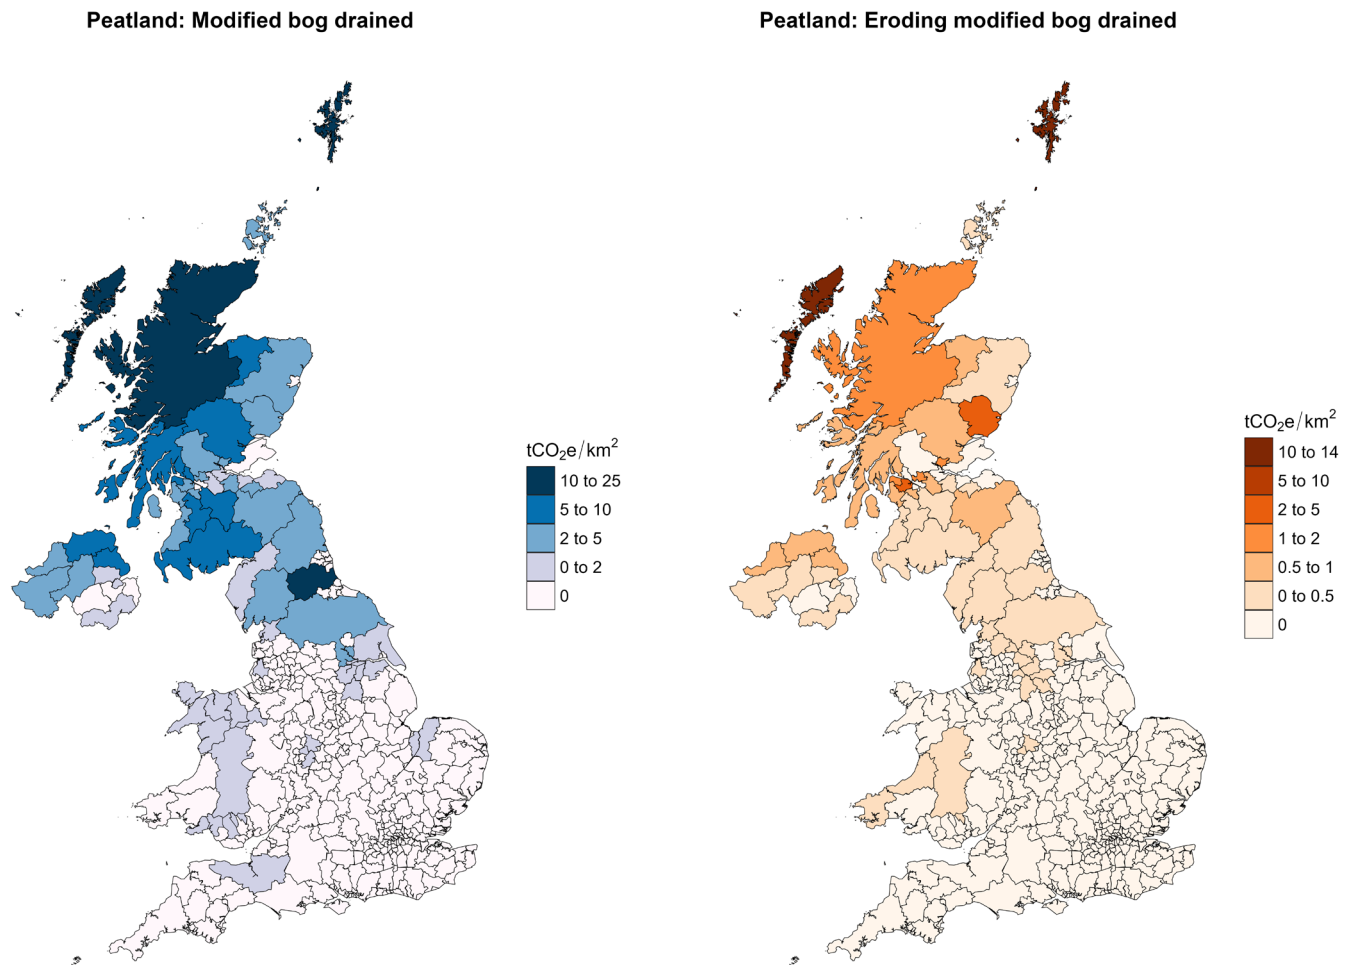 Peatland: Modified bog drained
Peatland: Eroding modified bog drained
tCO₂e/km²
10 to 25
5 to 10
2 to 5
0 to 2
0
tCO₂e/km²
10 to 14
5 to 10
2 to 5
1 to 2
0.5 to 1
0 to 0.5
0